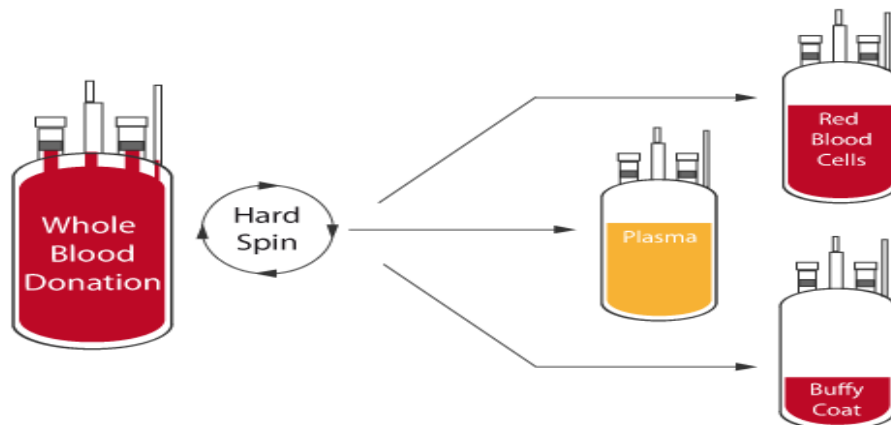 Whole
Blood
Donation
Hard
Spin
Red
Blood
Cells
Plasma
Buffy
Coat